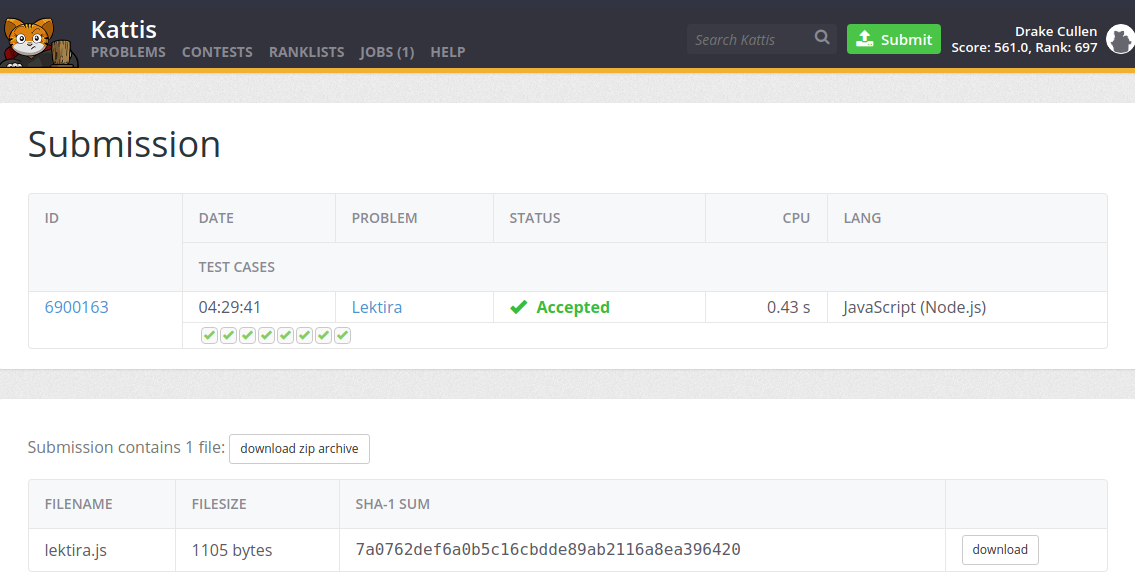 Kattis
PROBLEMS CONTESTS RANKLISTS JOBS (1) HELP
Search Kattis
Submit
Drake Cullen
Score: 561.0, Rank: 697
Submission
ID DATE PROBLEM STATUS CPU LANG
TEST CASES
6900163 04:29:41 Lektira Accepted 0.43 s JavaScript (Node.js)
Submission contains 1 file: download zip archive
FILENAME FILESIZE SHA-1 SUM
lektira.js 1105 bytes 7a0762def6a0b5c16cbdde89ab2116a8ea396420 download